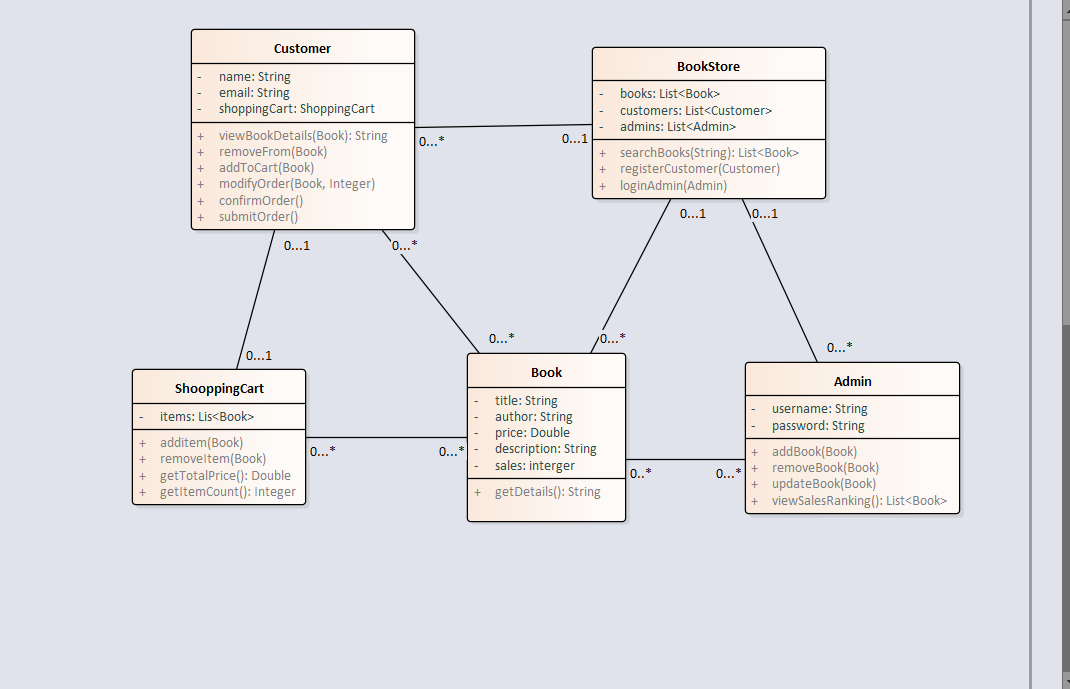 Customer
- name: String
- email: String
- shoppingCart: ShoppingCart
+ viewBookDetails(Book): String
+ removeFrom(Book)
+ addToCart(Book)
+ modifyOrder(Book, Integer)
+ confirmOrder()
+ submitOrder()
BookStore
- books: List<Book>
- customers: List<Customer>
- admins: List<Admin>
+ searchBooks(String): List<Book>
+ registerCustomer(Customer)
+ loginAdmin(Admin)
0...*
0...1
0...1
0...*
0...1
0...1
0...1
0...*
0...*
0...*
ShooppingCart
- items: Lis<Book>
+ additem(Book)
+ removeItem(Book)
+ getTotalPrice(): Double
+ getItemCount(): Integer
0...*
0...*
Book
- title: String
- author: String
- price: Double
- description: String
- sales: interger
+ getDetails(): String
0..*
0...*
Admin
- username: String
- password: String
+ addBook(Book)
+ removeBook(Book)
+ updateBook(Book)
+ viewSalesRanking(): List<Book>